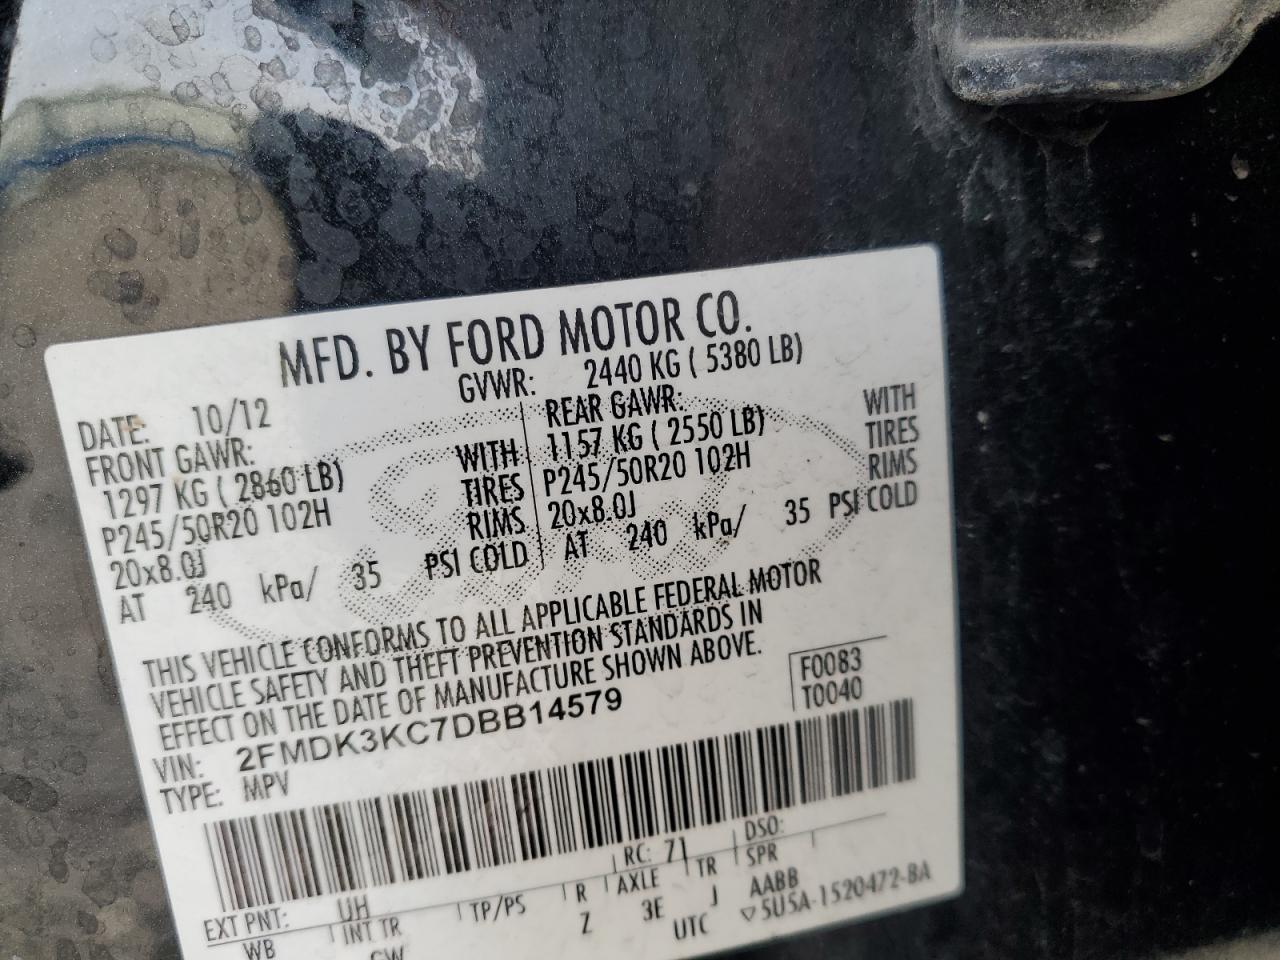 MFD. BY FORD MOTOR CO.
DATE: 10/12 GVWR: 2440 KG ( 5380 LB)
FRONT GAWR: REAR GAWR:
1297 KG ( 2860 LB) WITH 1157 KG ( 2550 LB) WITH
P245/50R20 102H TIRES P245/50R20 102H TIRES
20x8.0J RIMS 20x8.0J RIMS
AT 240 kPa/ 35 PSI COLD AT 240 kPa/ 35 PSI COLD
THIS VEHICLE CONFORMS TO ALL APPLICABLE FEDERAL MOTOR
VEHICLE SAFETY AND THEFT PREVENTION STANDARDS IN
EFFECT ON THE DATE OF MANUFACTURE SHOWN ABOVE.
F0083
T0040
VIN: 2FMDK3KC7DBB14579
TYPE: MPV
EXT PNT: UH RC: 71 DSO:
WB INT TR TP/PS R AXLE TR SPR
CW Z 3E J AABB
UTC ▽5U5A-1520472-BA